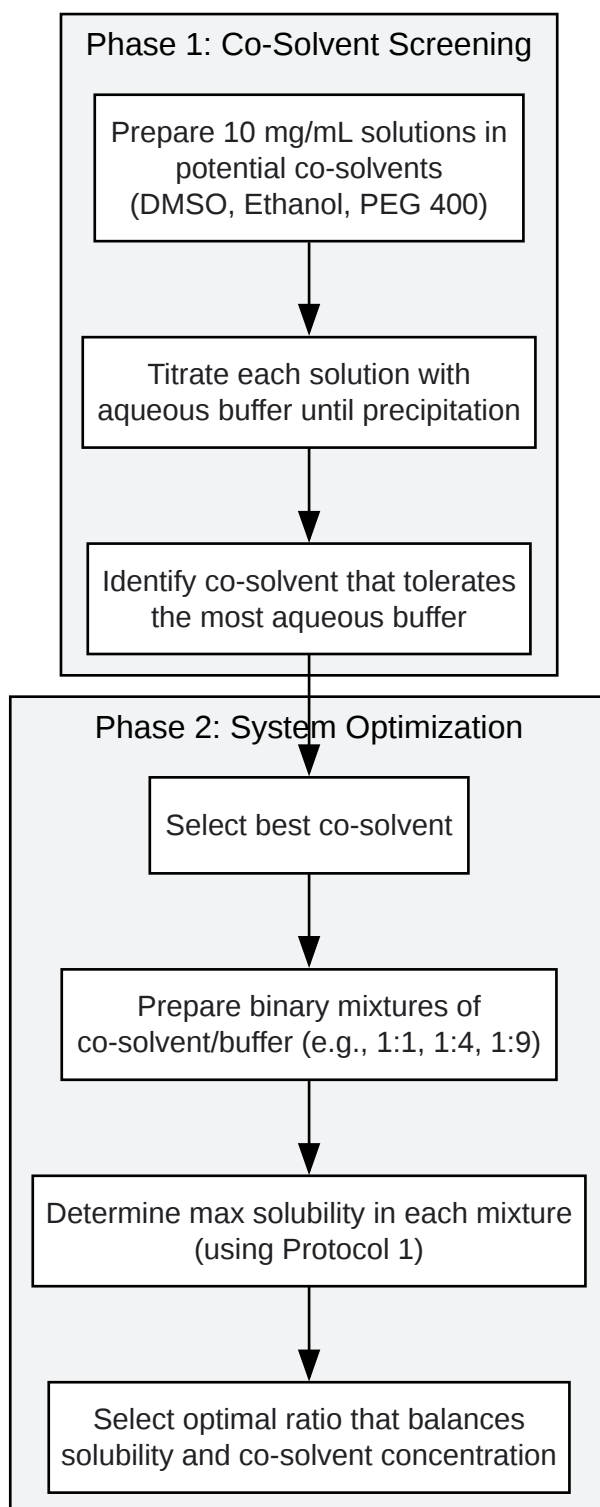 Phase 1: Co-Solvent Screening
Prepare 10 mg/mL solutions in
potential co-solvents
(DMSO, Ethanol, PEG 400)
Titrate each solution with
aqueous buffer until precipitation
Identify co-solvent that tolerates
the most aqueous buffer
Phase 2: System Optimization
Select best co-solvent
Prepare binary mixtures of
co-solvent/buffer (e.g., 1:1, 1:4, 1:9)
Determine max solubility in each mixture
(using Protocol 1)
Select optimal ratio that balances
solubility and co-solvent concentration